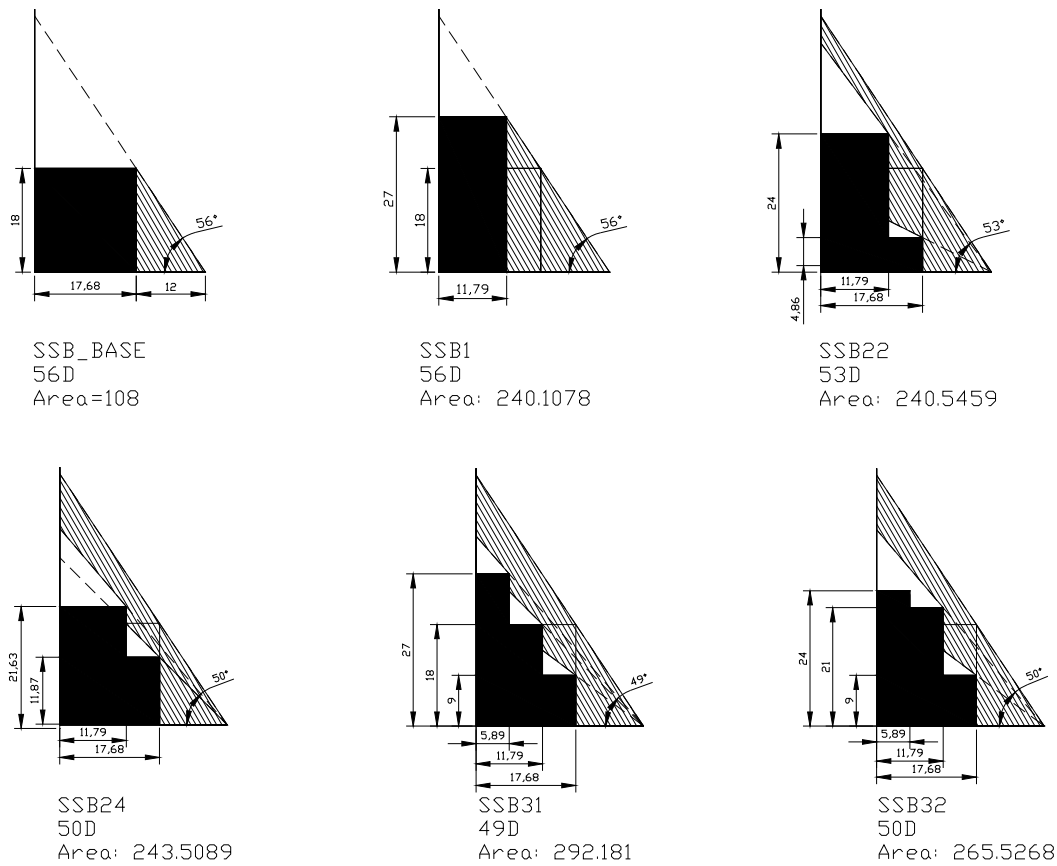 18
56°
17,68
12
SSB_BASE
56D
Area=108
27
18
56°
11,79
SSB1
56D
Area: 240.1078
24
4,86
53°
11,79
17,68
SSB22
53D
Area: 240.5459
21,63
11,87
50°
11,79
17,68
SSB24
50D
Area: 243.5089
27
18
9
49°
5,89
11,79
17,68
SSB31
49D
Area: 292.181
24
21
9
50°
5,89
11,79
17,68
SSB32
50D
Area: 265.5268